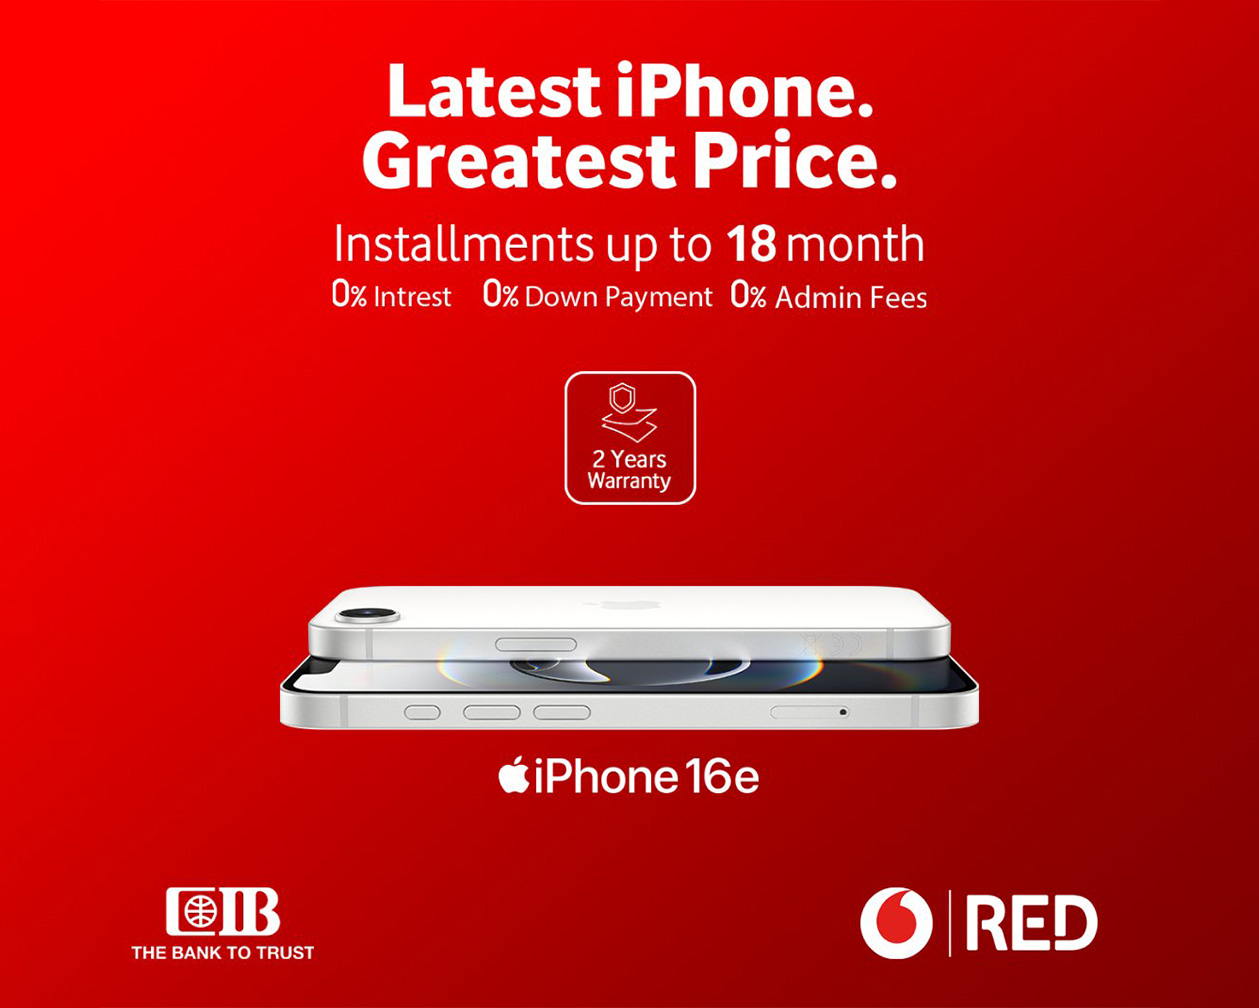 Latest iPhone.
Greatest Price.
Installments up to 18 month
0% Intrest 0% Down Payment 0% Admin Fees
2 Years
Warranty
iPhone 16e
CIB
THE BANK TO TRUST
RED